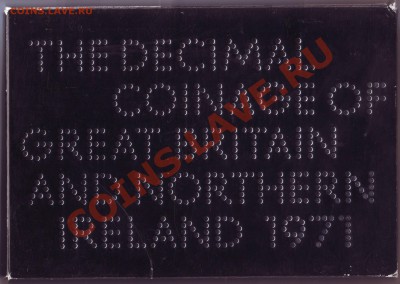 COINS.LAVE.RU
THE DECIMAL
COINAGE OF
GREAT BRITAIN
AND NORTHERN
IRELAND 1971
COINS.LAVE.RU